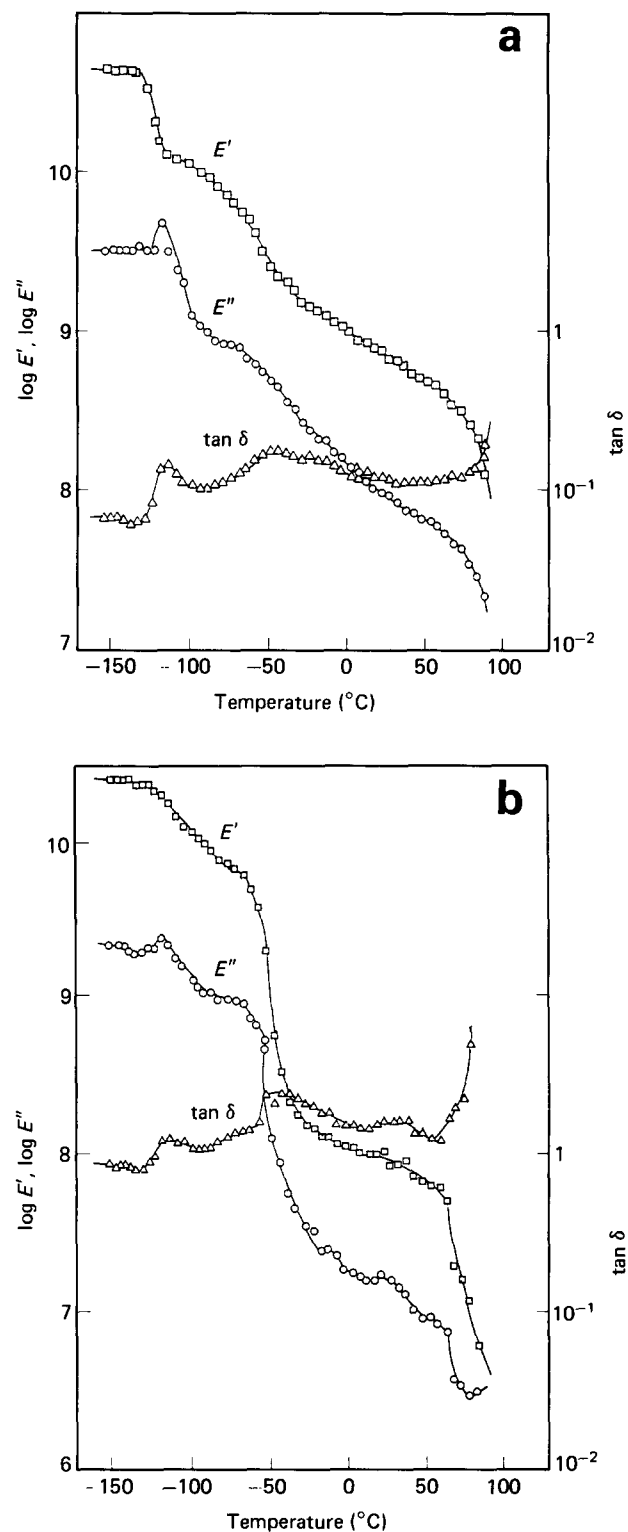 a
E′
10
E″
log E′, log E″
9
1
tan δ
tan δ
8
10⁻¹
7
10⁻²
−150 -- 100 −50 0 50 100
Temperature (°C)
b
10
E′
E″
9
log E′, log E″
tan δ
8
1
tan δ
7
10⁻¹
6
10⁻²
- 150 −100 −50 0 50 100
Temperature (°C)